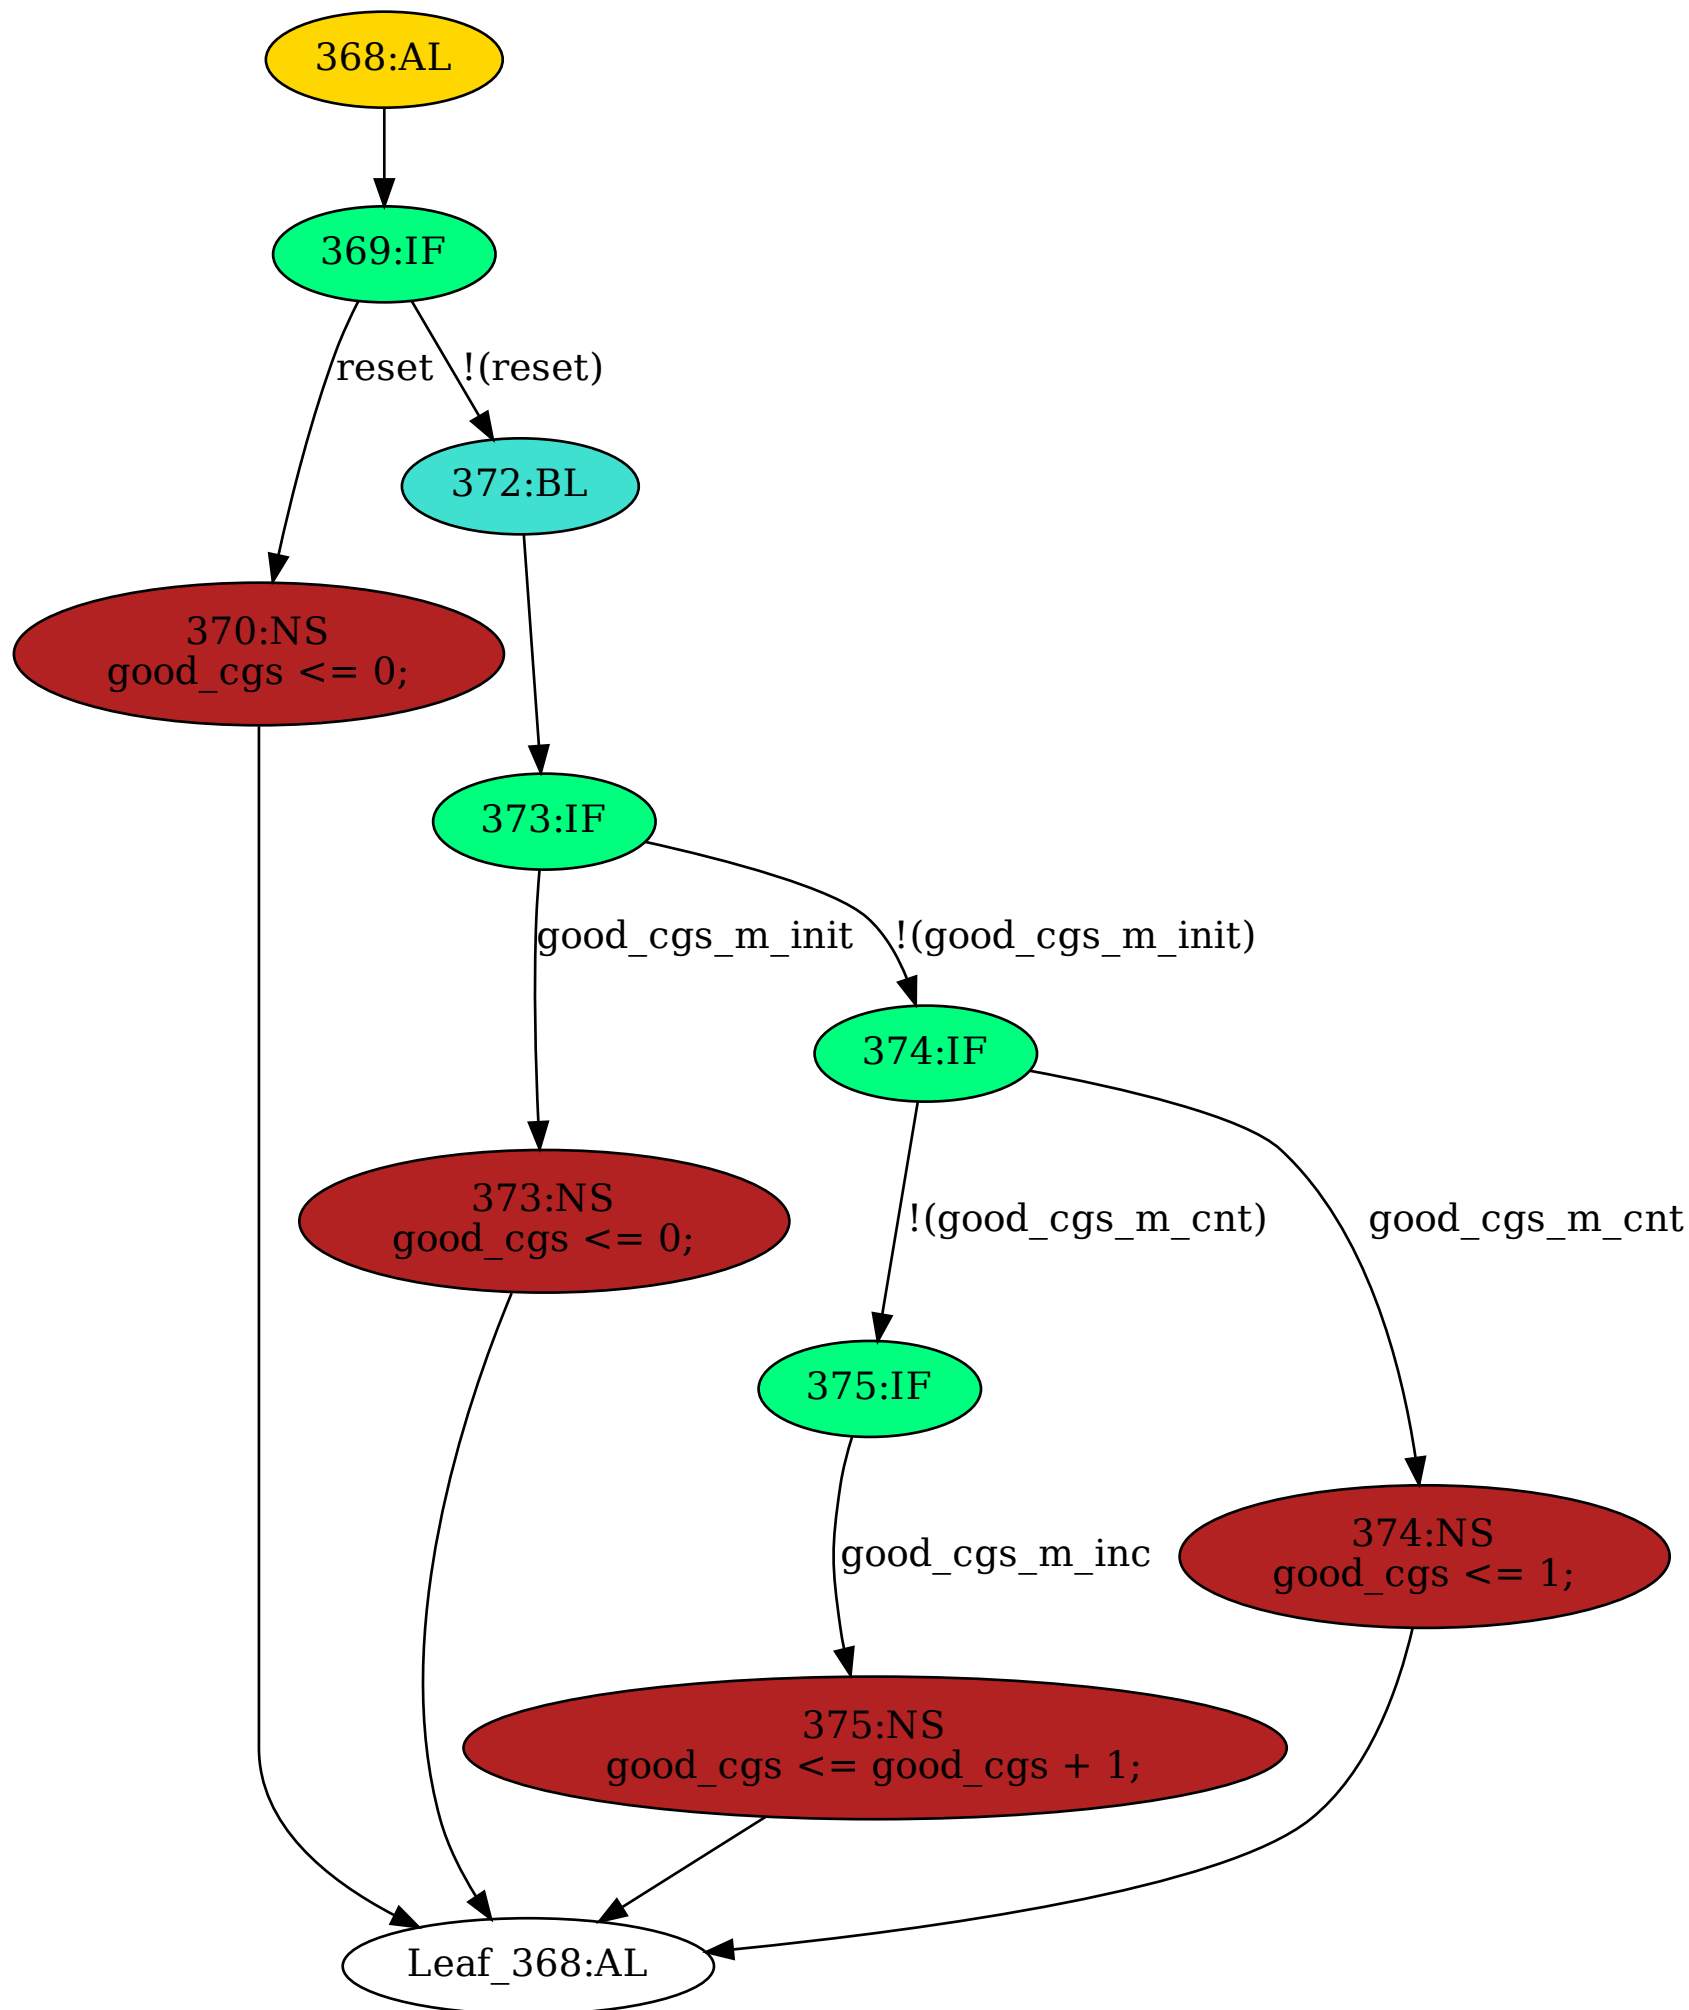 368:AL
369:IF
reset
!(reset)
372:BL
370:NS
good_cgs <= 0;
373:IF
good_cgs_m_init
!(good_cgs_m_init)
374:IF
373:NS
good_cgs <= 0;
!(good_cgs_m_cnt)
good_cgs_m_cnt
375:IF
374:NS
good_cgs <= 1;
good_cgs_m_inc
375:NS
good_cgs <= good_cgs + 1;
Leaf_368:AL